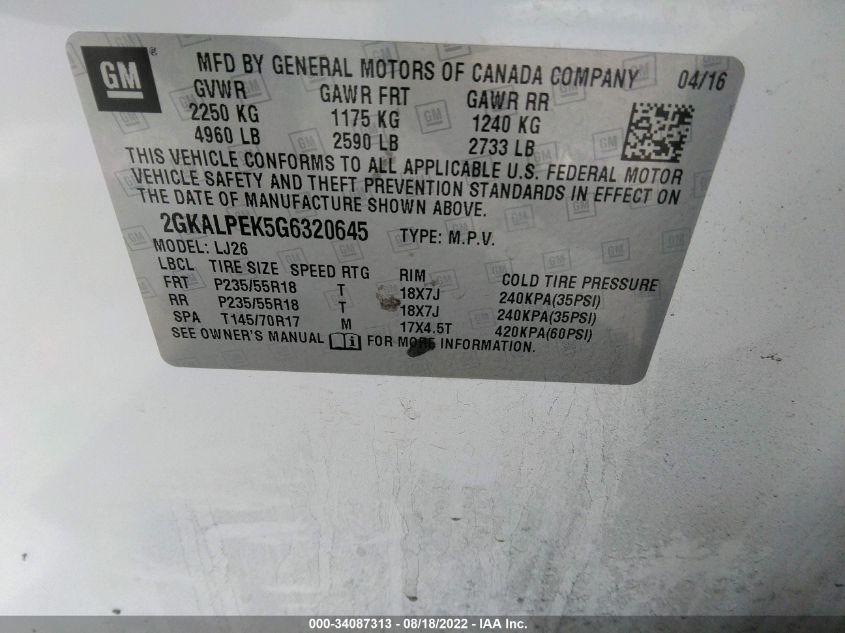 GM ®
MFD BY GENERAL MOTORS OF CANADA COMPANY 04/16
GVWR GAWR FRT GAWR RR
2250 KG 1175 KG 1240 KG
4960 LB 2590 LB 2733 LB
THIS VEHICLE CONFORMS TO ALL APPLICABLE U.S. FEDERAL MOTOR
VEHICLE SAFETY AND THEFT PREVENTION STANDARDS IN EFFECT ON
THE DATE OF MANUFACTURE SHOWN ABOVE.
2GKALPEK5G6320645 TYPE: M.P.V.
MODEL: LJ26
LBCL TIRE SIZE SPEED RTG RIM COLD TIRE PRESSURE
FRT P235/55R18 T 18X7J 240KPA(35PSI)
RR P235/55R18 T 18X7J 240KPA(35PSI)
SPA T145/70R17 M 17X4.5T 420KPA(60PSI)
SEE OWNER'S MANUAL FOR MORE INFORMATION.
000-34087313 - 08/18/2022 - IAA Inc.